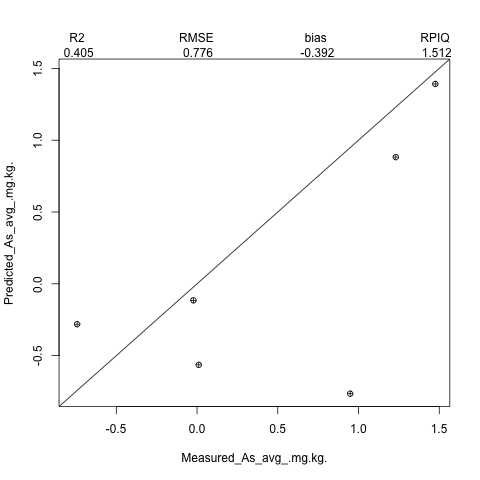 R2 RMSE bias RPIQ
0.405 0.776 -0.392 1.512
1.5
1.0
0.5
0.0
-0.5
Predicted_As_avg_.mg.kg.
-0.5 0.0 0.5 1.0 1.5
Measured_As_avg_.mg.kg.